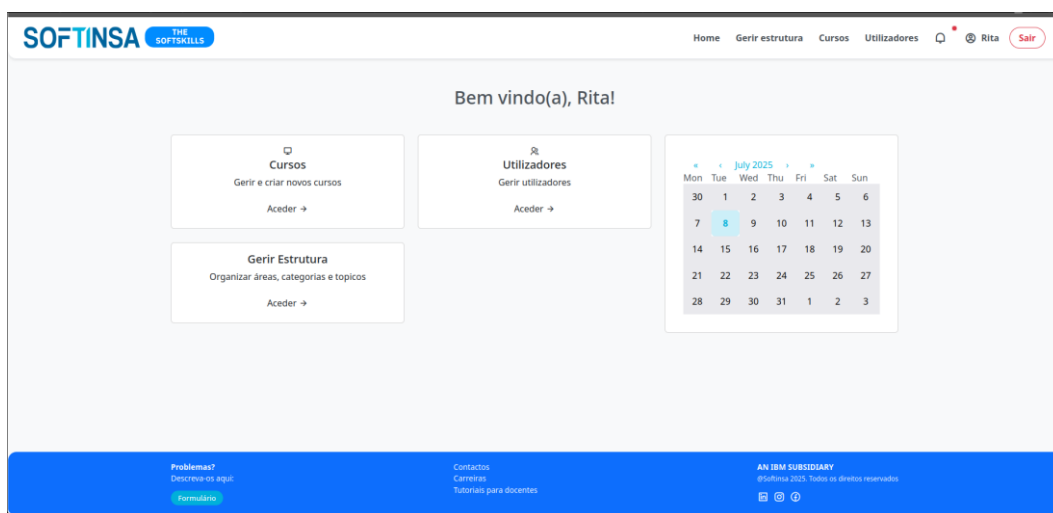 SOFTINSA THE SOFTSKILLS
Home Gerir estrutura Cursos Utilizadores Rita Sair
Bem vindo(a), Rita!
Cursos
Gerir e criar novos cursos
Aceder →
Utilizadores
Gerir utilizadores
Aceder →
Gerir Estrutura
Organizar áreas, categorias e topicos
Aceder →
« ‹ July 2025 › »
Mon Tue Wed Thu Fri Sat Sun
30 1 2 3 4 5 6
7 8 9 10 11 12 13
14 15 16 17 18 19 20
21 22 23 24 25 26 27
28 29 30 31 1 2 3
Problemas?
Descreva-os aqui:
Formulário
Contactos
Carreiras
Tutoriais para docentes
AN IBM SUBSIDIARY
@Softinsa 2025. Todos os direitos reservados